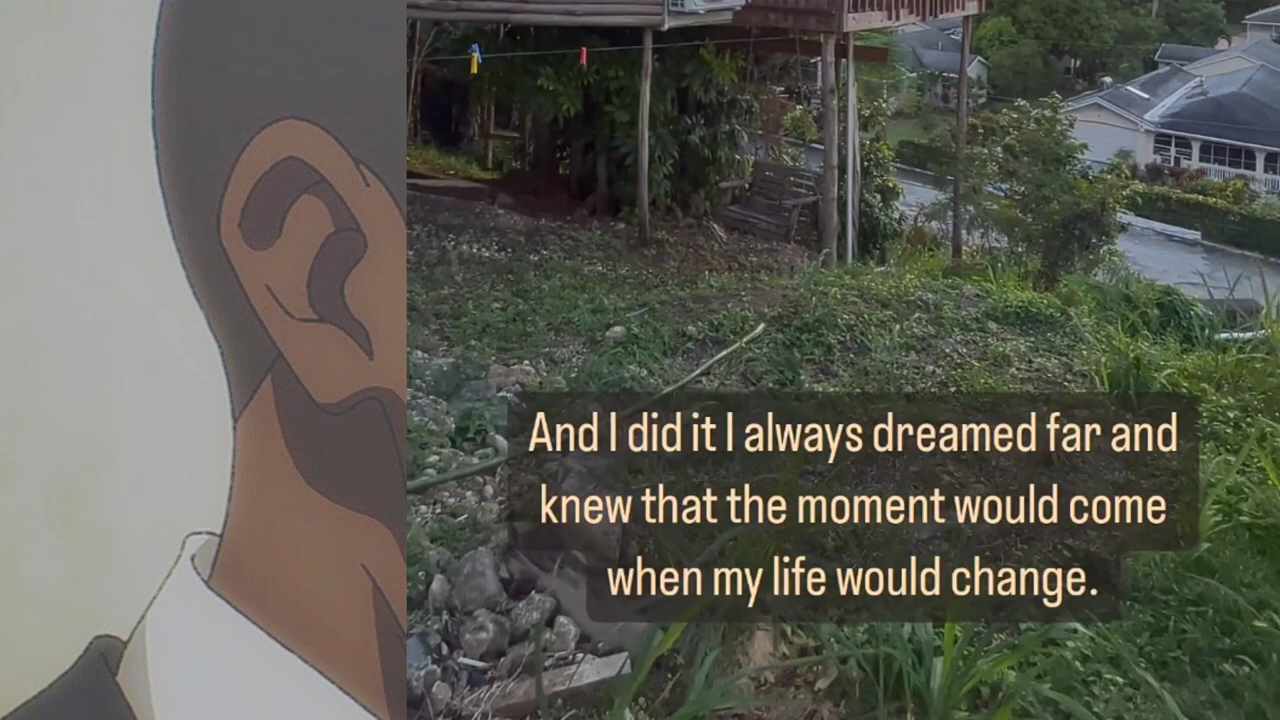 And I did it I always dreamed far and
knew that the moment would come
when my life would change.